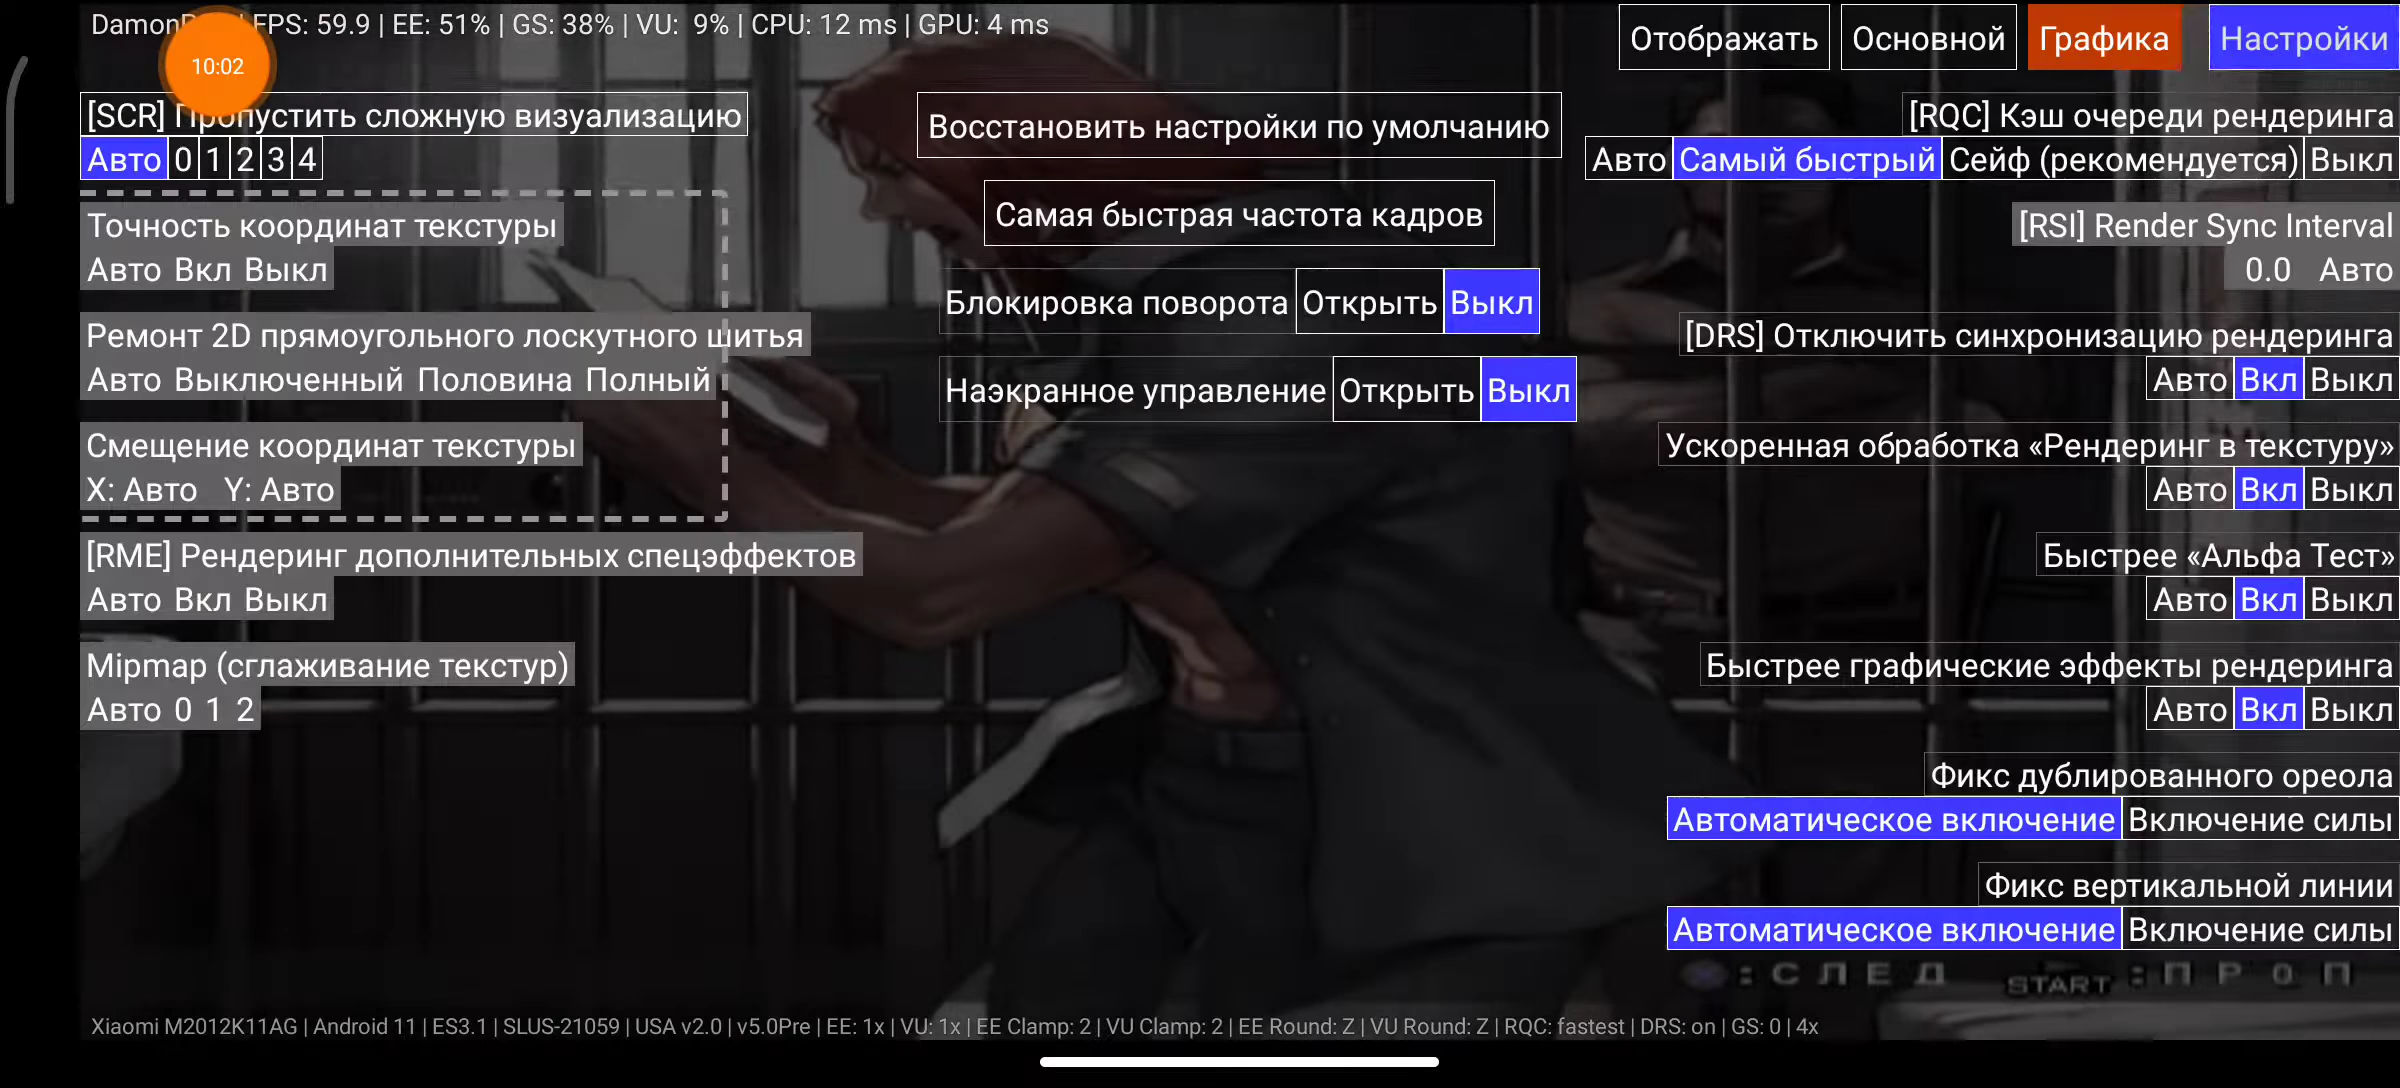 FPS: 59.9 | EE: 51% | GS: 38% | VU: 9% | CPU: 12 ms | GPU: 4 ms
10:02
Отображать Основной Графика Настройки
[SCR] Пропустить сложную визуализацию
Авто 0 1 2 3 4
Точность координат текстуры
Авто Вкл Выкл
Ремонт 2D прямоугольного лоскутного шитья
Авто Выключенный Половина Полный
Смещение координат текстуры
X: Авто Y: Авто
[RME] Рендеринг дополнительных спецэффектов
Авто Вкл Выкл
Mipmap (сглаживание текстур)
Авто 0 1 2
Восстановить настройки по умолчанию
Самая быстрая частота кадров
Блокировка поворота Открыть Выкл
Наэкранное управление Открыть Выкл
[RQC] Кэш очереди рендеринга
Авто Самый быстрый Сейф (рекомендуется) Выкл
[RSI] Render Sync Interval
0.0 Авто
[DRS] Отключить синхронизацию рендеринга
Авто Вкл Выкл
Ускоренная обработка «Рендеринг в текстуру»
Авто Вкл Выкл
Быстрее «Альфа Тест»
Авто Вкл Выкл
Быстрее графические эффекты рендеринга
Авто Вкл Выкл
Фикс дублированного ореола
Автоматическое включение Включение силы
Фикс вертикальной линии
Автоматическое включение Включение силы
: СЛЕД START : ПРОП
Xiaomi M2012K11AG | Android 11 | ES3.1 | SLUS-21059 | USA v2.0 | v5.0Pre | EE: 1x | VU: 1x | EE Clamp: 2 | VU Clamp: 2 | EE Round: Z | VU Round: Z | RQC: fastest | DRS: on | GS: 0 | 4x